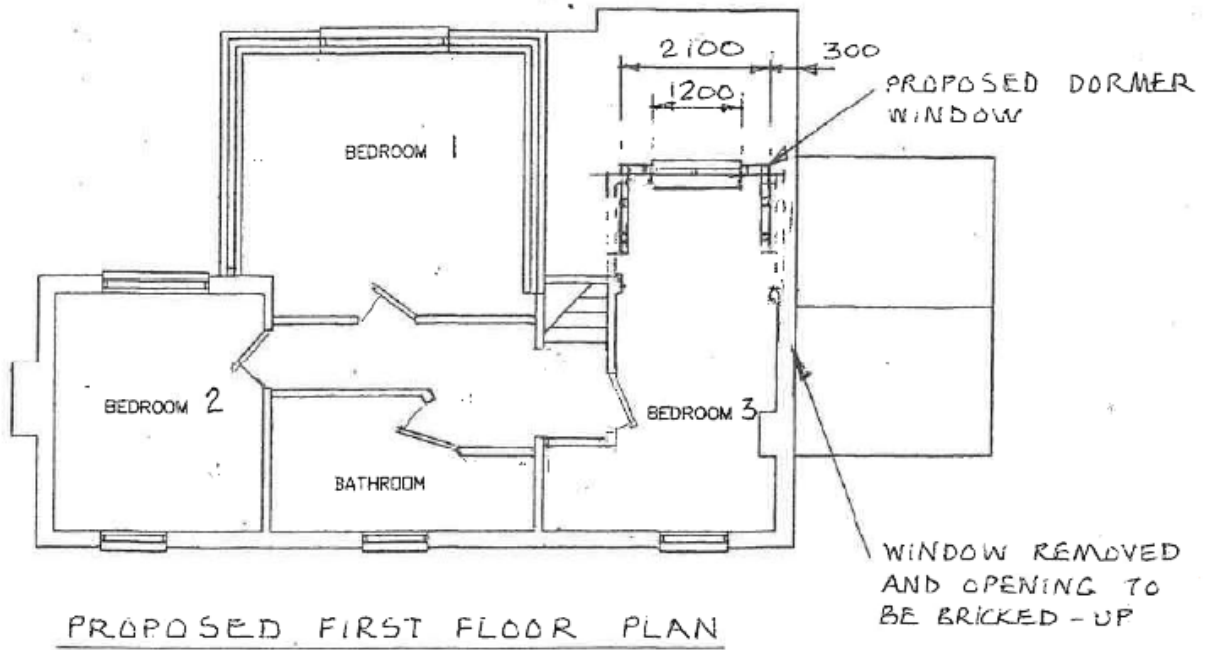 2100
300
1200
PROPOSED DORMER
WINDOW
BEDROOM 1
BEDROOM 2
BEDROOM 3
BATHROOM
WINDOW REMOVED
AND OPENING TO
BE BRICKED-UP
PROPOSED FIRST FLOOR PLAN